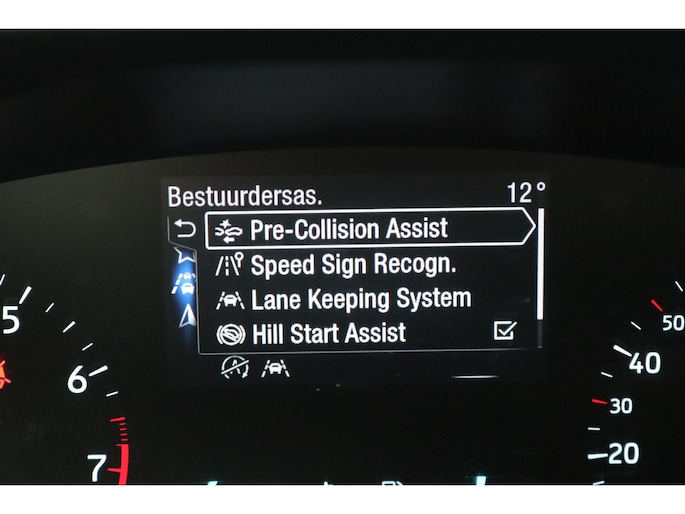 Bestuurdersas. 12°
Pre-Collision Assist
Speed Sign Recogn.
Lane Keeping System
Hill Start Assist
5
6
7
50
40
30
20